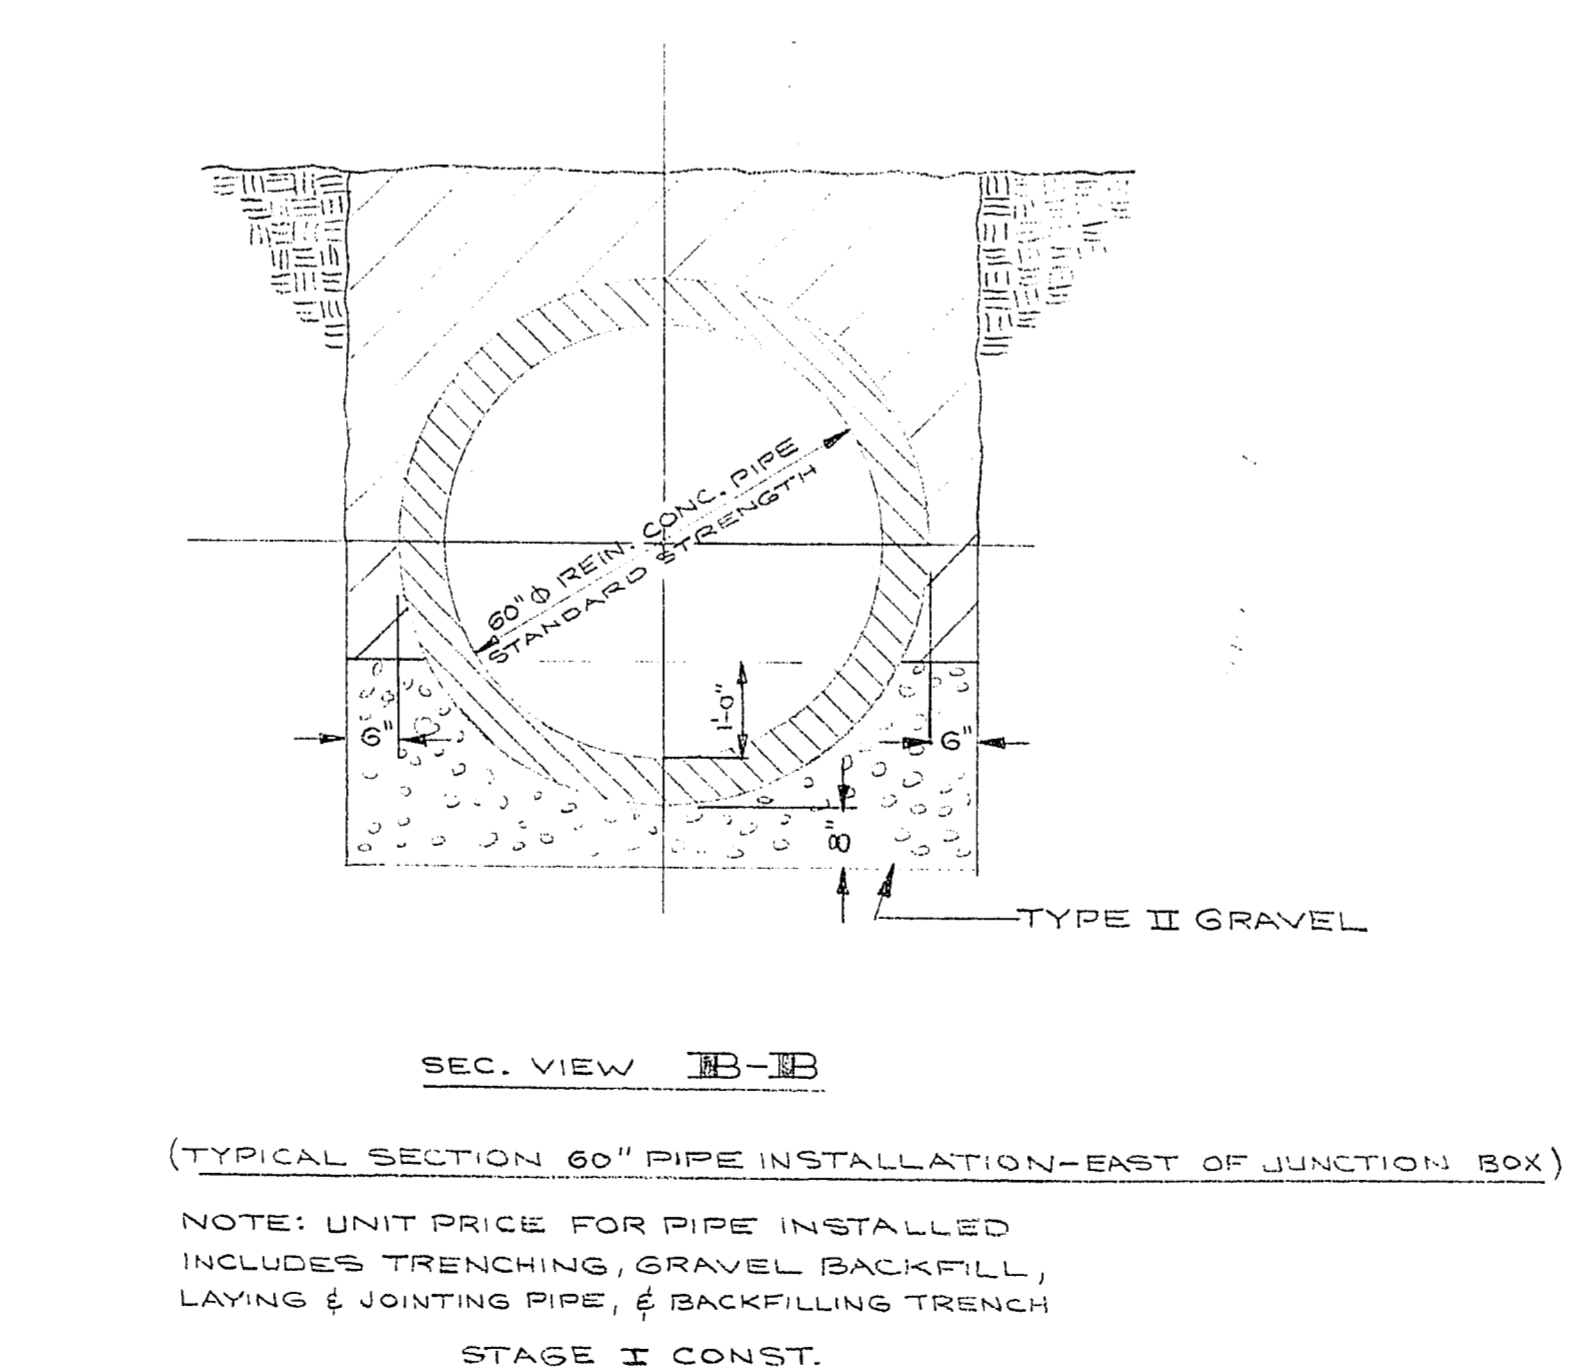 60" ϕ REIN. CONC. PIPE
STANDARD STRENGTH
1'-0"
6"
6"
8"
TYPE II GRAVEL
SEC. VIEW B-B
(TYPICAL SECTION 60" PIPE INSTALLATION-EAST OF JUNCTION BOX)
NOTE: UNIT PRICE FOR PIPE INSTALLED
INCLUDES TRENCHING, GRAVEL BACKFILL,
LAYING & JOINTING PIPE, & BACKFILLING TRENCH
STAGE I CONST.